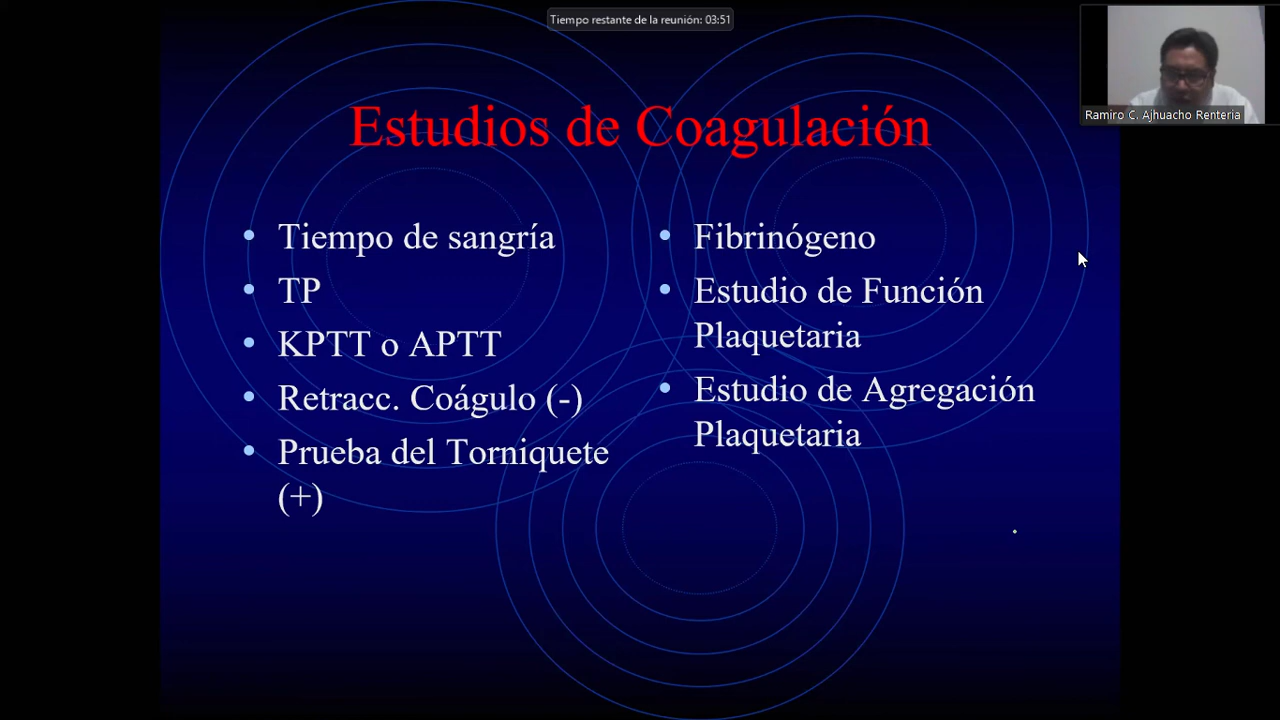 Tiempo restante de la reunión: 03:51
Ramiro C. Ajhuacho Renteria
Estudios de Coagulación
• Tiempo de sangría
• TP
• KPTT o APTT
• Retracc. Coágulo (-)
• Prueba del Torniquete
(+)
• Fibrinógeno
• Estudio de Función
Plaquetaria
• Estudio de Agregación
Plaquetaria